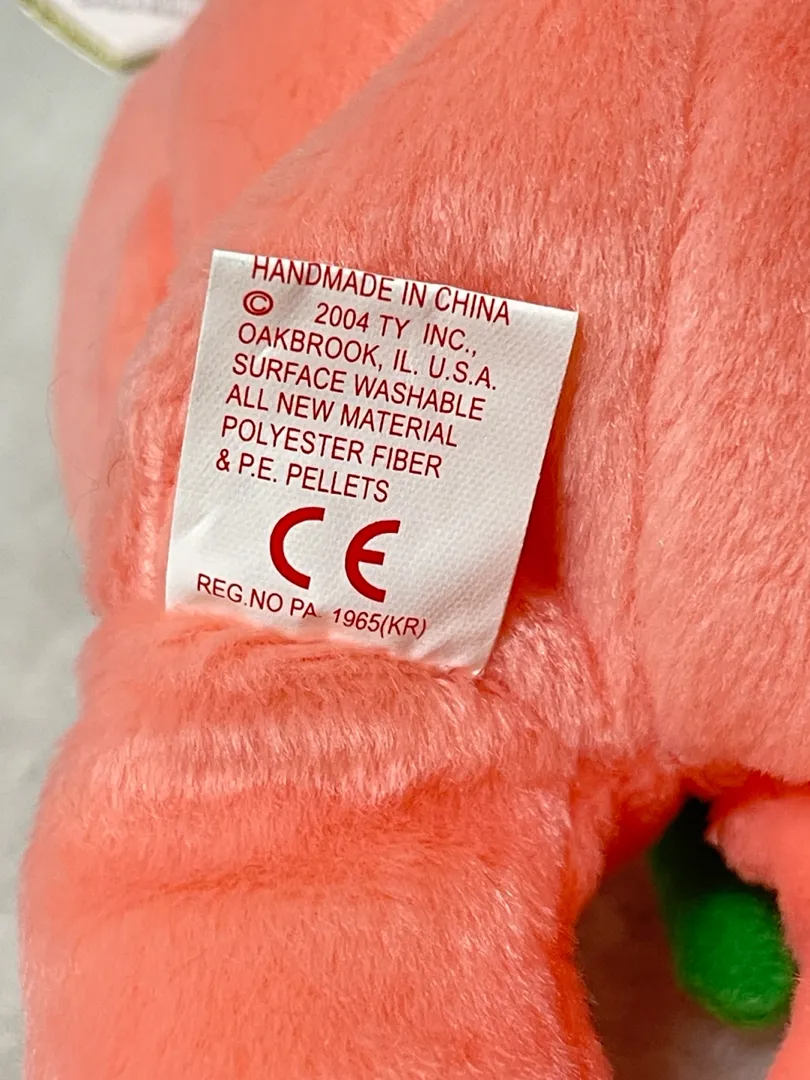 HANDMADE IN CHINA
© 2004 TY INC.,
OAKBROOK, IL. U.S.A.
SURFACE WASHABLE
ALL NEW MATERIAL
POLYESTER FIBER
& P.E. PELLETS
CE
REG.NO PA- 1965(KR)